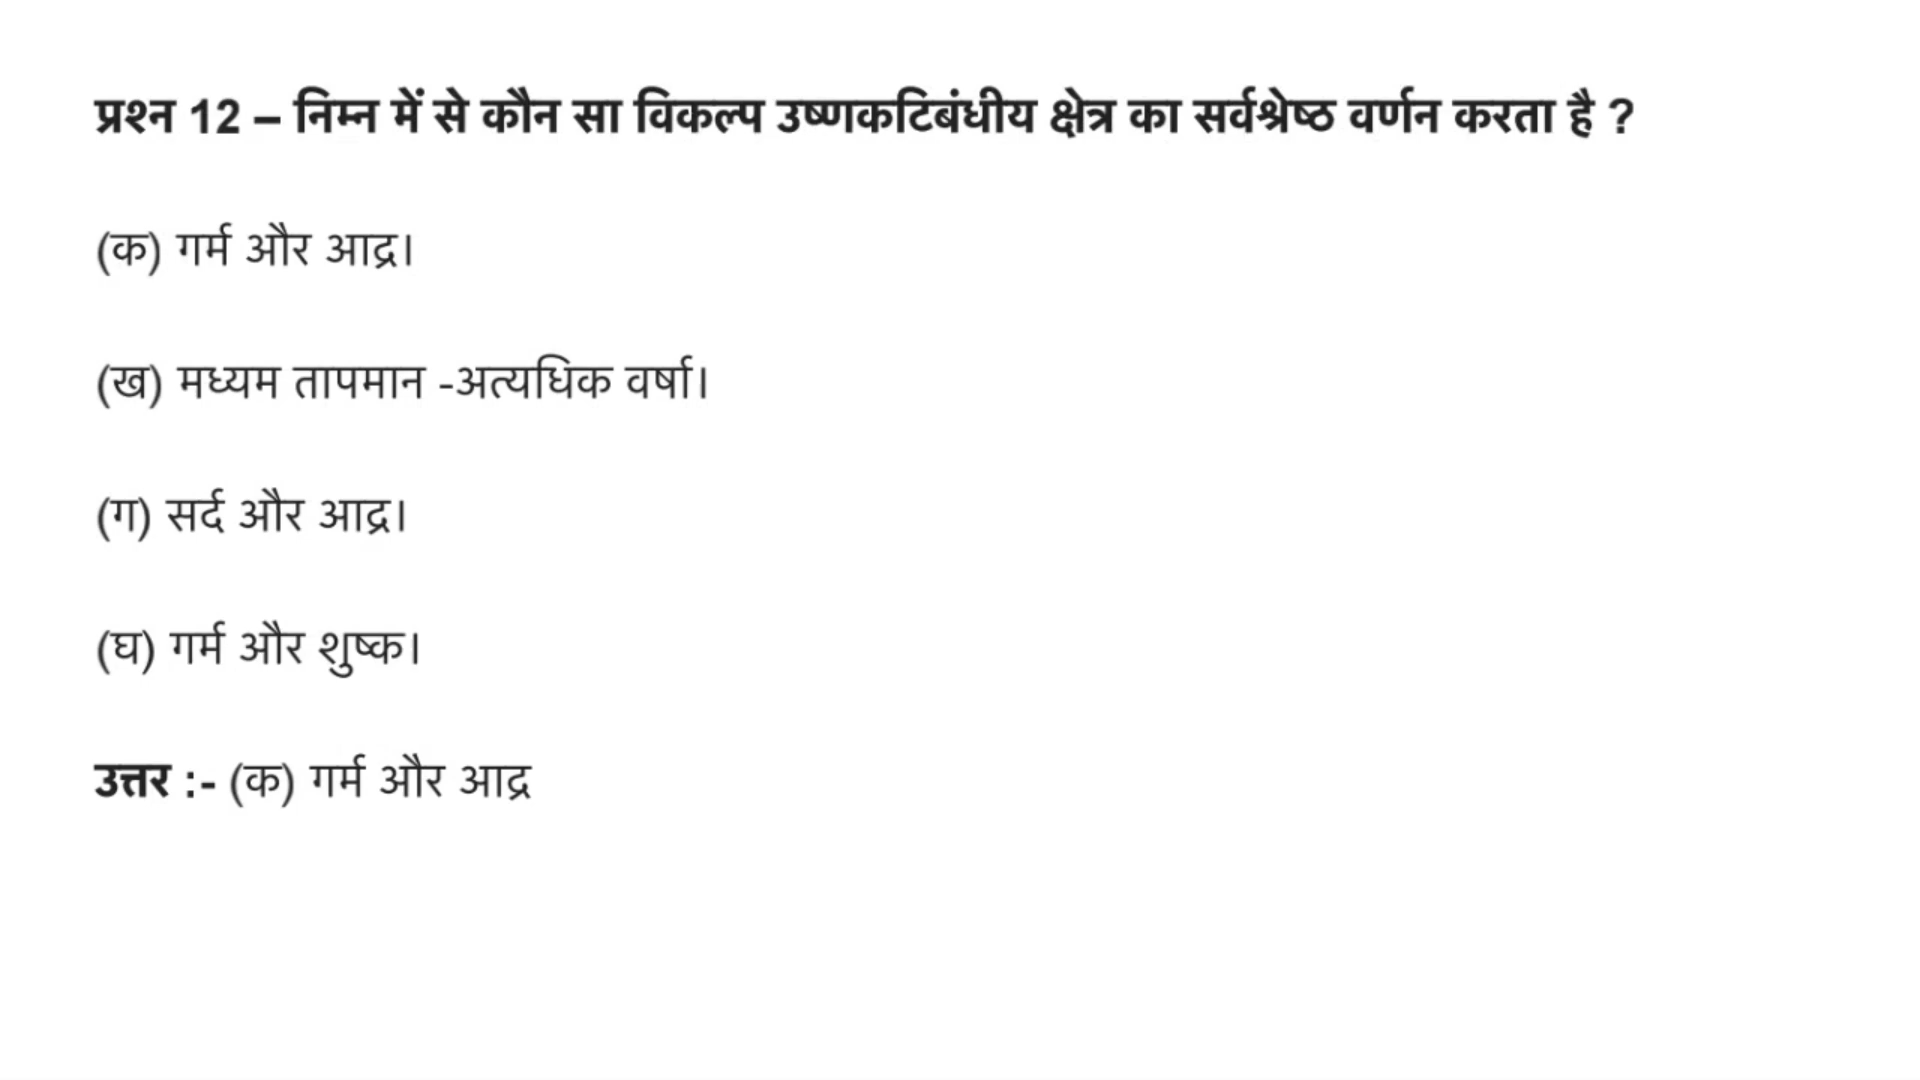 प्रश्न 12 – निम्न में से कौन सा विकल्प उष्णकटिबंधीय क्षेत्र का सर्वश्रेष्ठ वर्णन करता है ?
(क) गर्म और आद्र।
(ख) मध्यम तापमान -अत्यधिक वर्षा।
(ग) सर्द और आद्र।
(घ) गर्म और शुष्क।
उत्तर :- (क) गर्म और आद्र